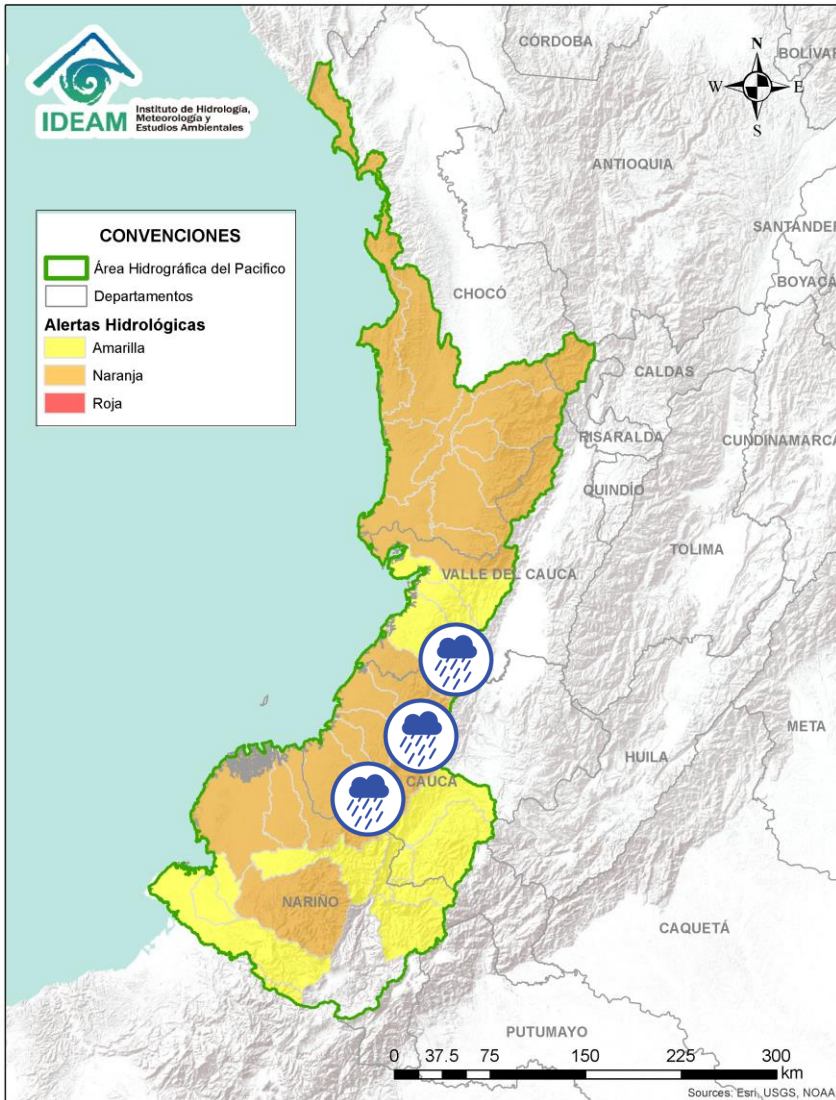 IDEAM
Instituto de Hidrología,
Meteorología y
Estudios Ambientales
CÓRDOBA
BOLÍVAR
N
W
E
S
ANTIOQUIA
SANTANDER
BOYACÁ
CONVENCIONES
Área Hidrográfica del Pacifico
Departamentos
Alertas Hidrológicas
Amarilla
Naranja
Roja
CHOCÓ
CALDAS
RISARALDA
CUNDINAMARCA
QUINDÍO
TOLIMA
VALLE DEL CAUCA
META
HUILA
CAUCA
NARIÑO
CAQUETÁ
PUTUMAYO
0 37.5 75 150 225 300
km
Sources: Esri, USGS, NOAA